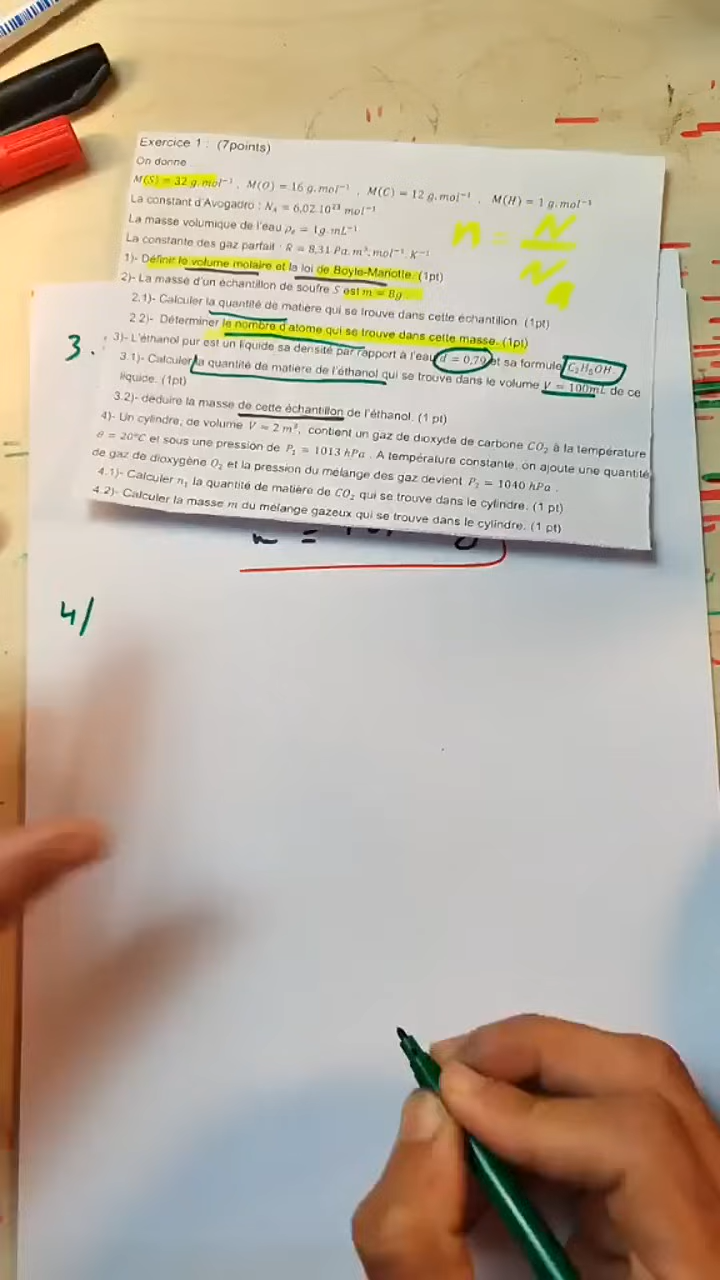 Exercice 1 : (7points)
On donne
M(S) = 32 g.mol⁻¹ , M(O) = 16 g.mol⁻¹ , M(C) = 12 g.mol⁻¹ , M(H) = 1 g.mol⁻¹
La constant d'Avogadro : Nₐ = 6,02.10²³ mol⁻¹
La masse volumique de l'eau ρₑ = 1g.mL⁻¹
La constante des gaz parfait : R = 8,31 Pa.m³.mol⁻¹.K⁻¹
n = N / Na
1)- Définir le volume molaire et la loi de Boyle-Mariotte. (1pt)
2)- La masse d'un échantillon de soufre S est m = 8g
2.1)- Calculer la quantité de matière qui se trouve dans cette échantillon. (1pt)
2.2)- Déterminer le nombre d'atome qui se trouve dans cette masse. (1pt)
3.
3)- L'éthanol pur est un liquide sa densité par rapport à l'eau d = 0,79 et sa formule C₂H₅OH
3.1)- Calculer la quantité de matière de l'éthanol qui se trouve dans le volume V = 100mL de ce
liquide. (1pt)
3.2)- déduire la masse de cette échantillon de l'éthanol. (1 pt)
4)- Un cylindre, de volume V = 2 m³, contient un gaz de dioxyde de carbone CO₂ à la température
θ = 20°C et sous une pression de P₁ = 1013 hPa . A température constante, on ajoute une quantité
de gaz de dioxygène O₂ et la pression du mélange des gaz devient P₂ = 1040 hPa .
4.1)- Calculer n₁ la quantité de matière de CO₂ qui se trouve dans le cylindre. (1 pt)
4.2)- Calculer la masse m du mélange gazeux qui se trouve dans le cylindre. (1 pt)
4/